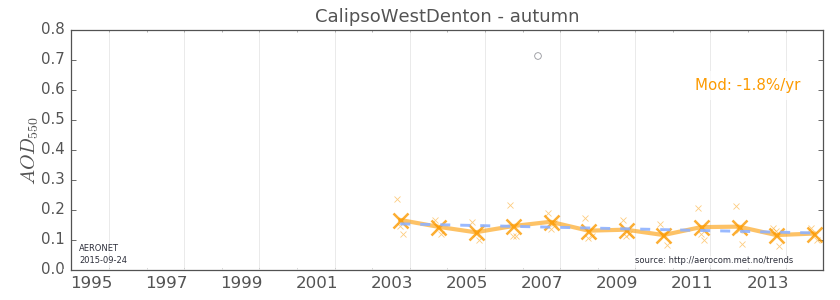 CalipsoWestDenton - autumn
0.8
0.7
0.6
0.5
0.4
0.3
0.2
0.1
0.0
AOD550
Mod: -1.8%/yr
AERONET
2015-09-24
source: http://aerocom.met.no/trends
1995 1997 1999 2001 2003 2005 2007 2009 2011 2013